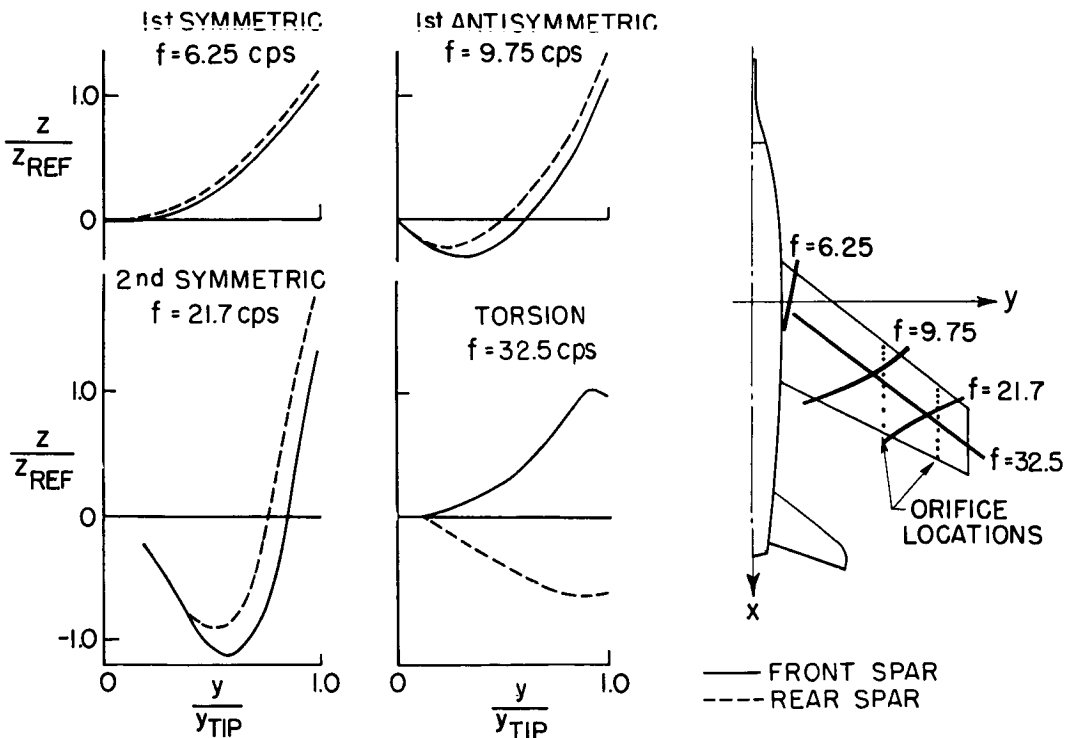 1st SYMMETRIC
f = 6.25 cps
1.0
z
zREF
0
1
1st ANTISYMMETRIC
f = 9.75 cps
1
2nd SYMMETRIC
f = 21.7 cps
1.0
z
zREF
0
-1.0
0
y
yTIP
1.0
TORSION
f = 32.5 cps
0
y
yTIP
1.0
f = 6.25
y
f = 9.75
f = 21.7
f = 32.5
ORIFICE
LOCATIONS
x
FRONT SPAR
REAR SPAR